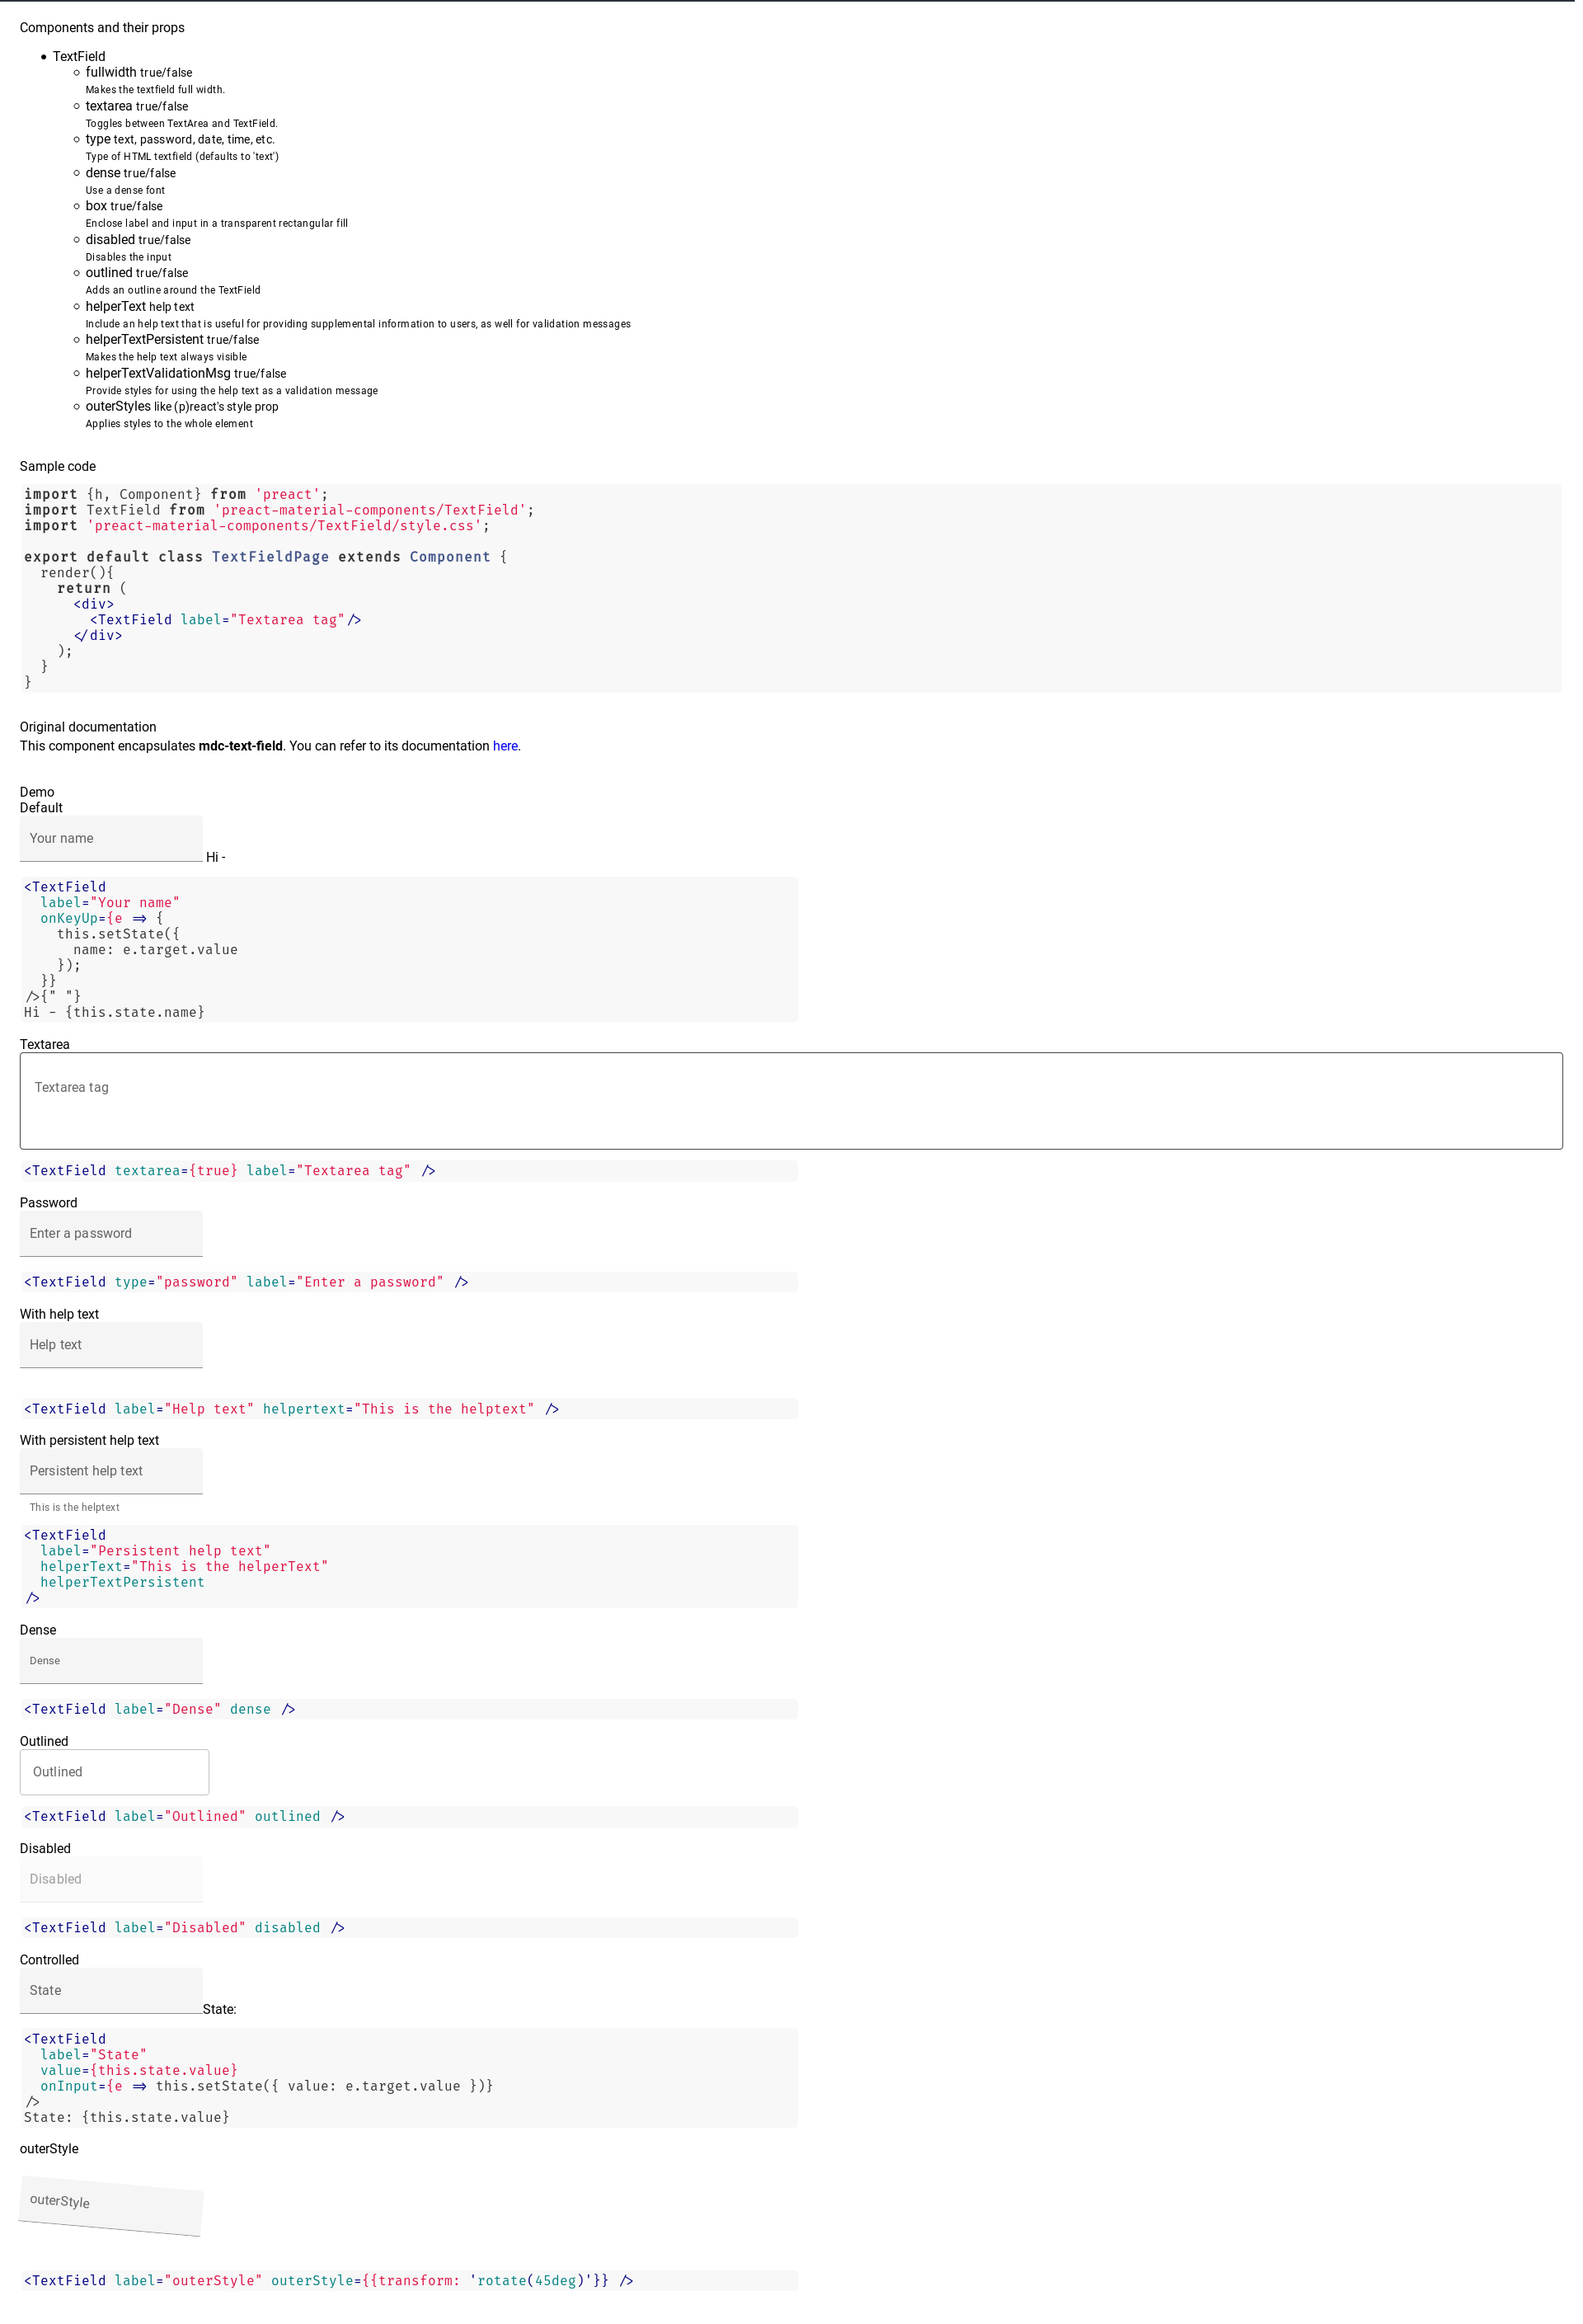 Components and their props
TextField
fullwidth true/false
Makes the textfield full width.
textarea true/false
Toggles between TextArea and TextField.
type text, password, date, time, etc.
Type of HTML textfield (defaults to 'text')
dense true/false
Use a dense font
box true/false
Enclose label and input in a transparent rectangular fill
disabled true/false
Disables the input
outlined true/false
Adds an outline around the TextField
helperText help text
Include an help text that is useful for providing supplemental information to users, as well for validation messages
helperTextPersistent true/false
Makes the help text always visible
helperTextValidationMsg true/false
Provide styles for using the help text as a validation message
outerStyles like (p)react's style prop
Applies styles to the whole element
Sample code
import {h, Component} from 'preact';
import TextField from 'preact-material-components/TextField';
import 'preact-material-components/TextField/style.css';
export default class TextFieldPage extends Component {
render(){
return (
<div>
<TextField label="Textarea tag"/>
</div>
);
}
}
Original documentation
This component encapsulates mdc-text-field. You can refer to its documentation here.
Demo
Default
Your name
Hi -
<TextField
label="Your name"
onKeyUp={e => {
this.setState({
name: e.target.value
});
}}
/>{" "}
Hi - {this.state.name}
Textarea
Textarea tag
<TextField textarea={true} label="Textarea tag" />
Password
Enter a password
<TextField type="password" label="Enter a password" />
With help text
Help text
<TextField label="Help text" helpertext="This is the helptext" />
With persistent help text
Persistent help text
This is the helptext
<TextField
label="Persistent help text"
helperText="This is the helperText"
helperTextPersistent
/>
Dense
Dense
<TextField label="Dense" dense />
Outlined
Outlined
<TextField label="Outlined" outlined />
Disabled
Disabled
<TextField label="Disabled" disabled />
Controlled
State
State:
<TextField
label="State"
value={this.state.value}
onInput={e => this.setState({ value: e.target.value })}
/>
State: {this.state.value}
outerStyle
outerStyle
<TextField label="outerStyle" outerStyle={{transform: 'rotate(45deg)'}} />